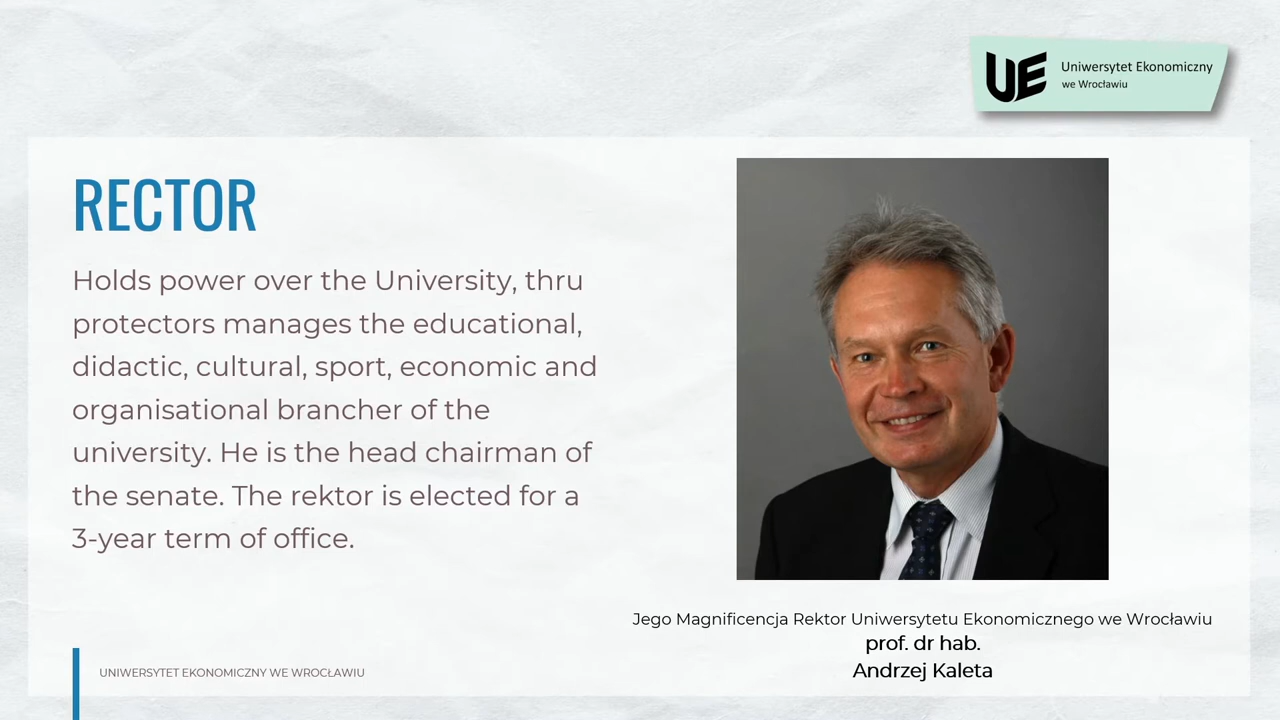 UE Uniwersytet Ekonomiczny
we Wrocławiu
RECTOR
Holds power over the University, thru
protectors manages the educational,
didactic, cultural, sport, economic and
organisational brancher of the
university. He is the head chairman of
the senate. The rektor is elected for a
3-year term of office.
Jego Magnificencja Rektor Uniwersytetu Ekonomicznego we Wrocławiu
prof. dr hab.
Andrzej Kaleta
UNIWERSYTET EKONOMICZNY WE WROCŁAWIU